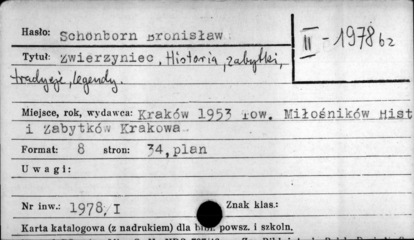 Hasło: Schönborn Bronisław
II - 1978 b2
Tytuł: Zwierzyniec. Historia, zabytki,
tradycje, legendy.
Miejsce, rok, wydawca: Kraków 1953 Tow. Miłośników Hist
i Zabytków Krakowa
Format: 8 stron: 34, plan
Uwagi:
Nr inw.: 1978/I Znak klas.:
Karta katalogowa (z nadrukiem) dla bibl. powsz. i szkoln.